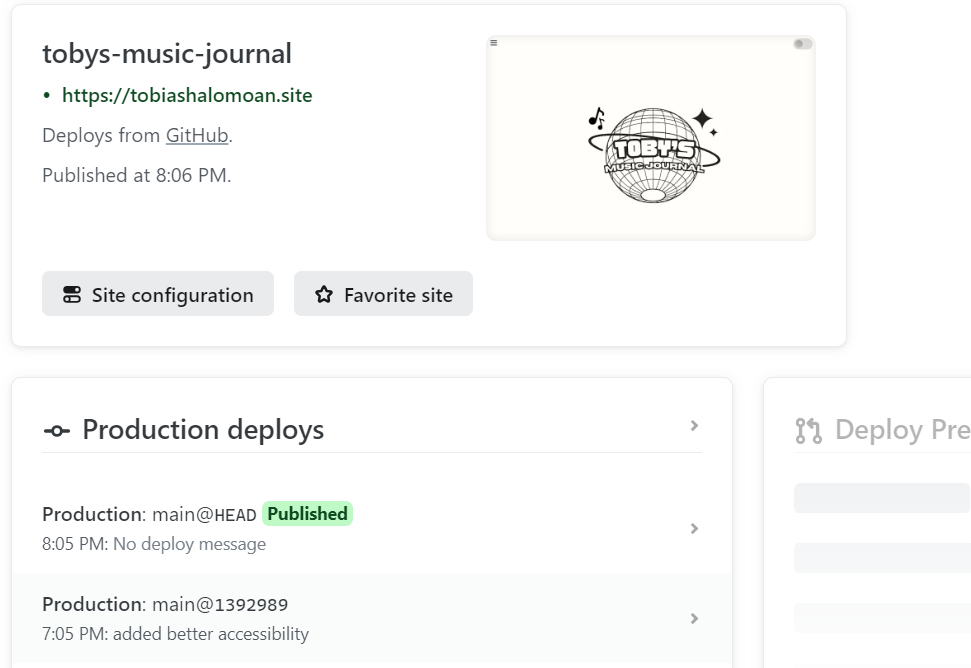 tobys-music-journal
• https://tobiashalomoan.site
Deploys from GitHub.
Published at 8:06 PM.
TOBY'S
MUSIC JOURNAL
Site configuration
Favorite site
Production deploys
Production: main@HEAD Published
8:05 PM: No deploy message
Production: main@1392989
7:05 PM: added better accessibility
Deploy Pre